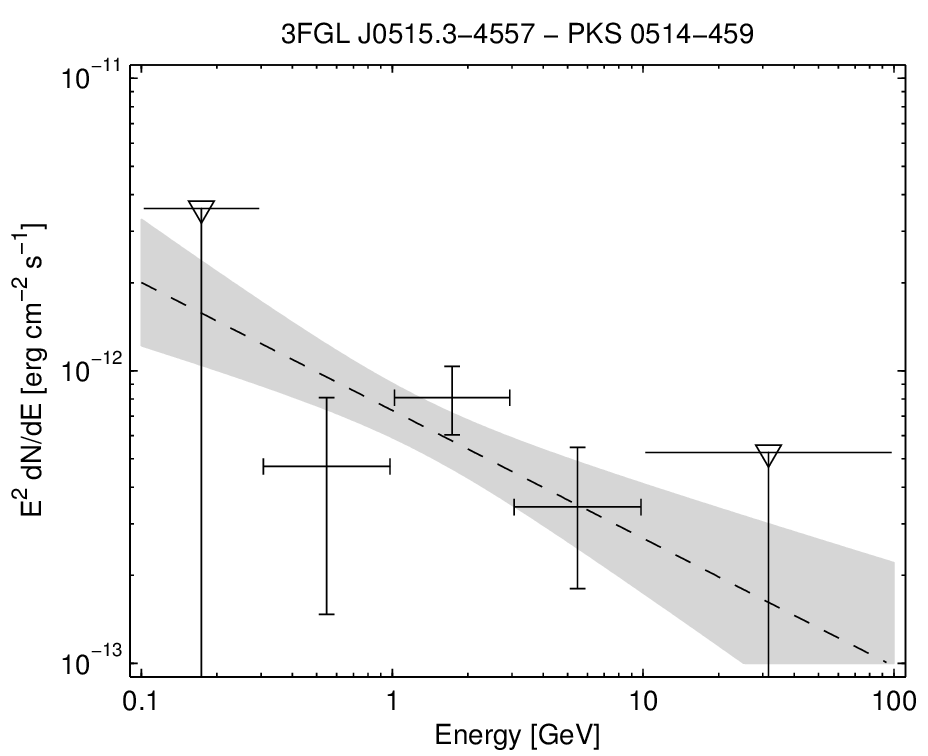 3FGL J0515.3−4557 − PKS 0514−459
10⁻¹¹
10⁻¹²
10⁻¹³
E² dN/dE [erg cm⁻² s⁻¹]
0.1 1 10 100
Energy [GeV]